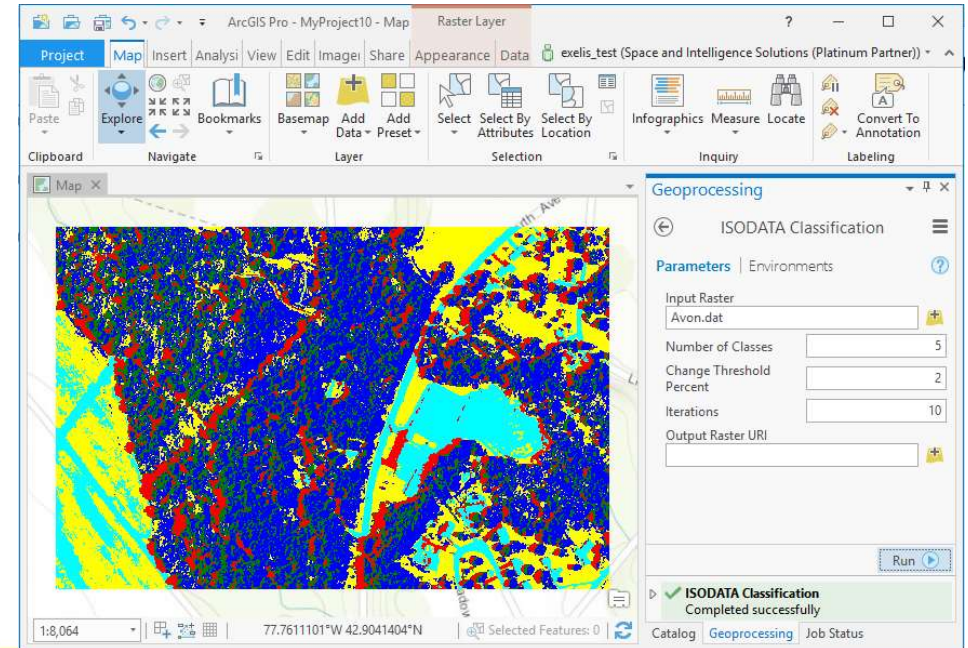 ArcGIS Pro - MyProject10 - Map
Raster Layer
?
Project Map Insert Analysi View Edit Imager Share Appearance Data
exelis_test (Space and Intelligence Solutions (Platinum Partner))
Paste
Explore
Bookmarks
Basemap
Add Data
Add Preset
Select
Select By Attributes
Select By Location
Infographics
Measure
Locate
Convert To Annotation
Clipboard
Navigate
Layer
Selection
Inquiry
Labeling
Map
Geoprocessing
ISODATA Classification
Parameters | Environments
?
Input Raster
Avon.dat
Number of Classes 5
Change Threshold Percent 2
Iterations 10
Output Raster URI
Run
ISODATA Classification
Completed successfully
1:8,064
77.7611101°W 42.9041404°N
Selected Features: 0
Catalog Geoprocessing Job Status